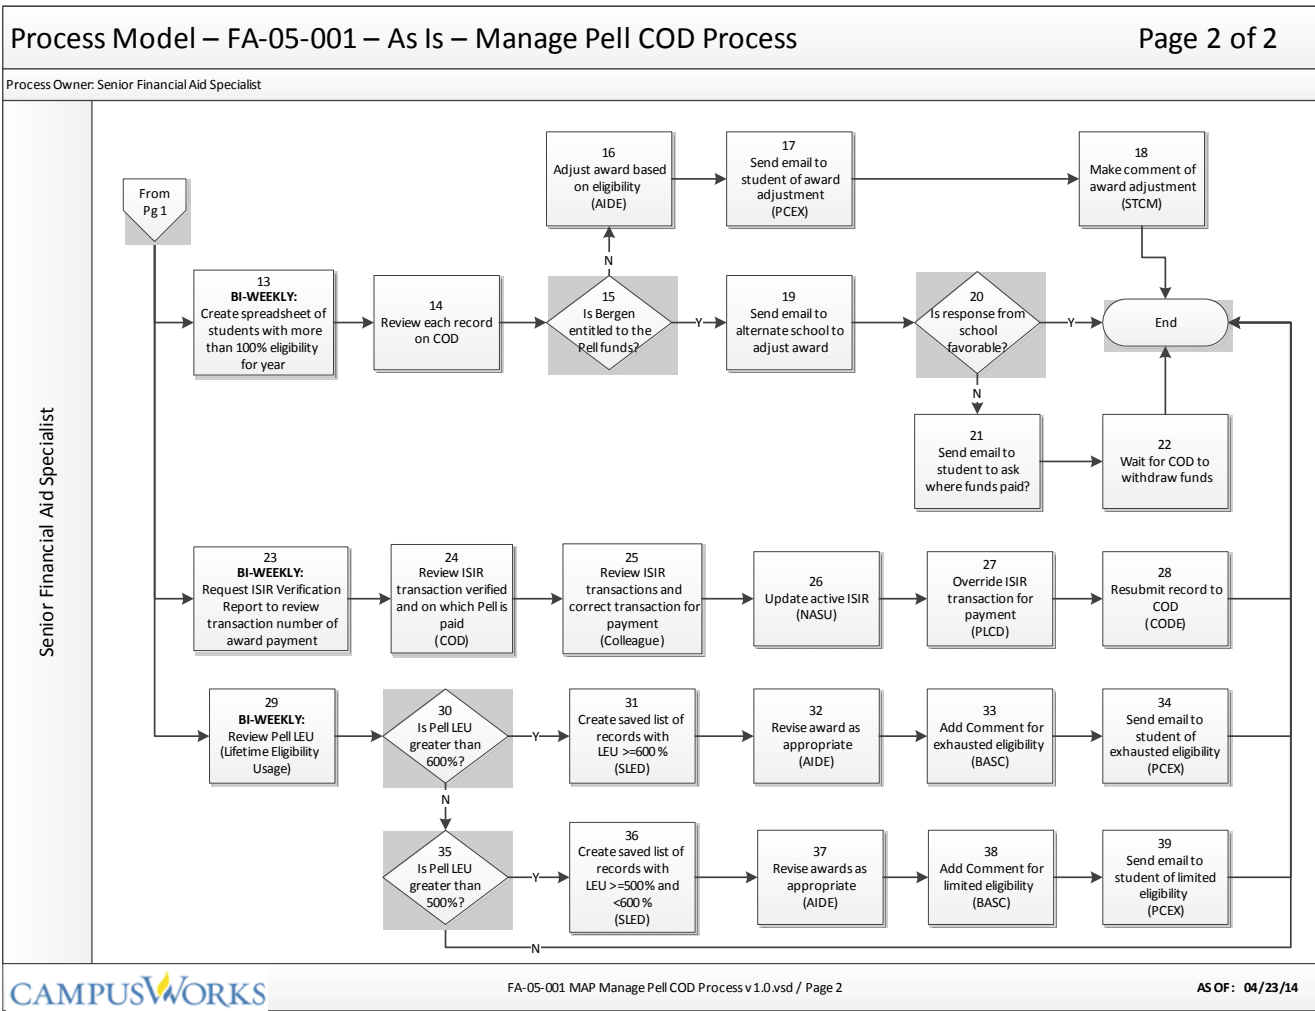 Process Model – FA-05-001 – As Is – Manage Pell COD Process
Page 2 of 2
Process Owner: Senior Financial Aid Specialist
Senior Financial Aid Specialist
From
Pg 1
13
BI-WEEKLY:
Create spreadsheet of
students with more
than 100% eligibility
for year
14
Review each record
on COD
15
Is Bergen
entitled to the
Pell funds?
N
16
Adjust award based
on eligibility
(AIDE)
17
Send email to
student of award
adjustment
(PCEX)
18
Make comment of
award adjustment
(STCM)
Y
19
Send email to
alternate school to
adjust award
20
Is response from
school
favorable?
Y
End
N
21
Send email to
student to ask
where funds paid?
22
Wait for COD to
withdraw funds
23
BI-WEEKLY:
Request ISIR Verification
Report to review
transaction number of
award payment
24
Review ISIR
transaction verified
and on which Pell is
paid
(COD)
25
Review ISIR
transactions and
correct transaction for
payment
(Colleague)
26
Update active ISIR
(NASU)
27
Override ISIR
transaction for
payment
(PLCD)
28
Resubmit record to
COD
(CODE)
29
BI-WEEKLY:
Review Pell LEU
(Lifetime Eligibility
Usage)
30
Is Pell LEU
greater than
600%?
Y
31
Create saved list of
records with
LEU >=600 %
(SLED)
32
Revise award as
appropriate
(AIDE)
33
Add Comment for
exhausted eligibility
(BASC)
34
Send email to
student of
exhausted eligibility
(PCEX)
N
35
Is Pell LEU
greater than
500%?
Y
36
Create saved list of
records with
LEU >=500 % and
<600 %
(SLED)
37
Revise awards as
appropriate
(AIDE)
38
Add Comment for
limited eligibility
(BASC)
39
Send email to
student of limited
eligibility
(PCEX)
N
CAMPUSWORKS
FA-05-001 MAP Manage Pell COD Process v 1.0.vsd / Page 2
AS OF: 04/23/14